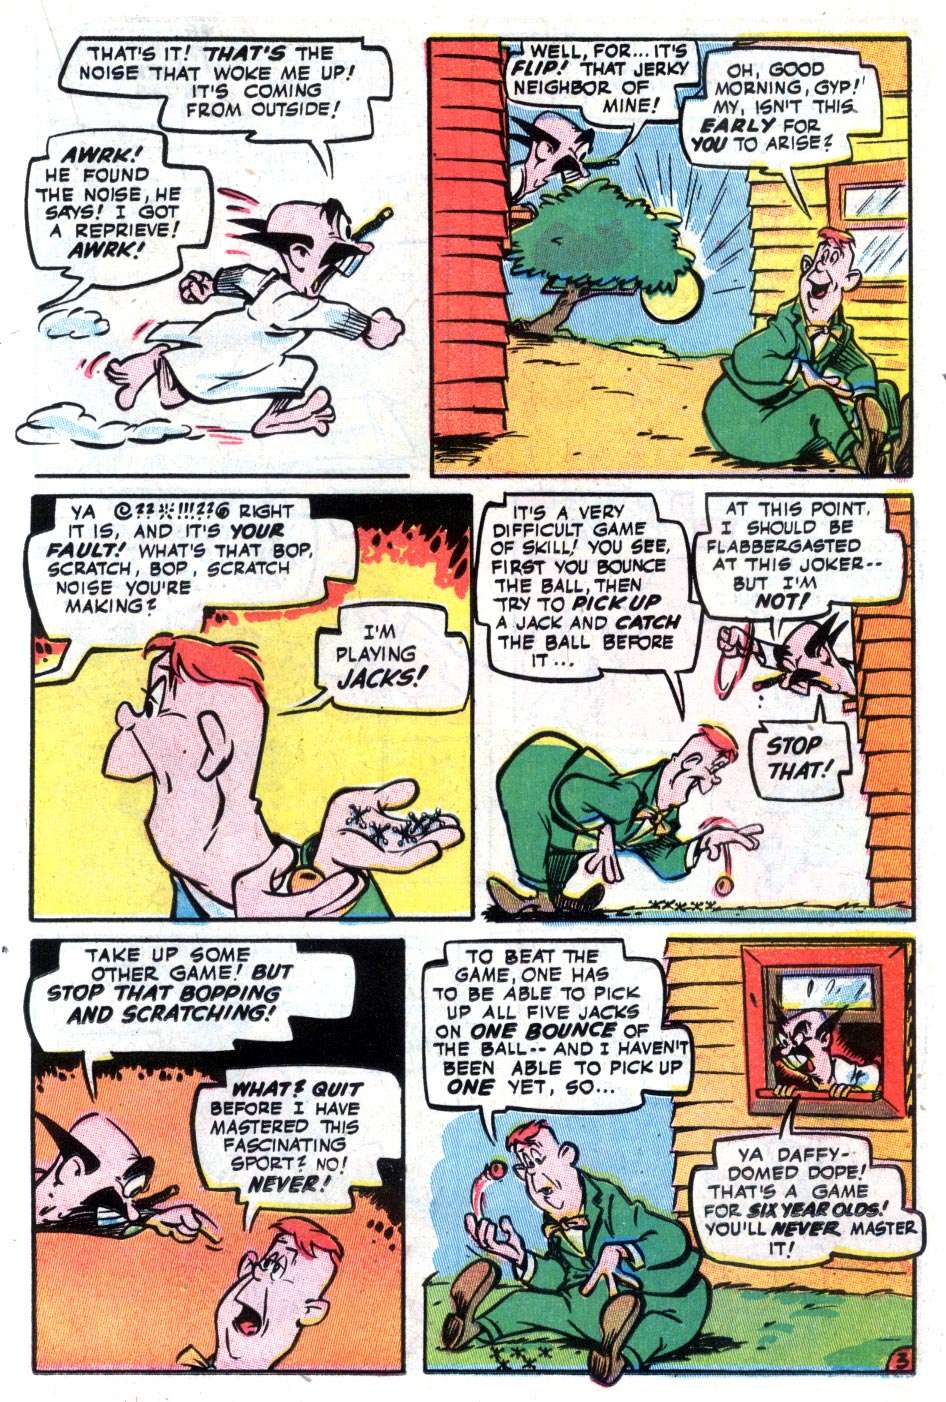 THAT'S IT! THAT'S THE
NOISE THAT WOKE ME UP!
IT'S COMING
FROM OUTSIDE!
AWRK!
HE FOUND
THE NOISE, HE
SAYS! I GOT
A REPRIEVE!
AWRK!
WELL, FOR... IT'S
FLIP! THAT JERKY
NEIGHBOR OF
MINE!
OH, GOOD
MORNING, GYP!
MY, ISN'T THIS
EARLY FOR
YOU TO ARISE?
YA @??※!!!??@ RIGHT
IT IS, AND IT'S YOUR
FAULT! WHAT'S THAT BOP,
SCRATCH, BOP, SCRATCH
NOISE YOU'RE
MAKING?
I'M
PLAYING
JACKS!
IT'S A VERY
DIFFICULT GAME
OF SKILL! YOU SEE,
FIRST YOU BOUNCE
THE BALL, THEN
TRY TO PICK UP
A JACK AND CATCH
THE BALL BEFORE
IT...
AT THIS POINT,
I SHOULD BE
FLABBERGASTED
AT THIS JOKER--
BUT I'M
NOT!
STOP
THAT!
TAKE UP SOME
OTHER GAME! BUT
STOP THAT BOPPING
AND SCRATCHING!
WHAT? QUIT
BEFORE I HAVE
MASTERED THIS
FASCINATING
SPORT? NO!
NEVER!
TO BEAT THE
GAME, ONE HAS
TO BE ABLE TO PICK
UP ALL FIVE JACKS
ON ONE BOUNCE OF
THE BALL-- AND I HAVEN'T
BEEN ABLE TO PICK UP
ONE YET, SO...
YA DAFFY-
DOMED DOPE!
THAT'S A GAME
FOR SIX YEAR OLDS!
YOU'LL NEVER MASTER
IT!
3